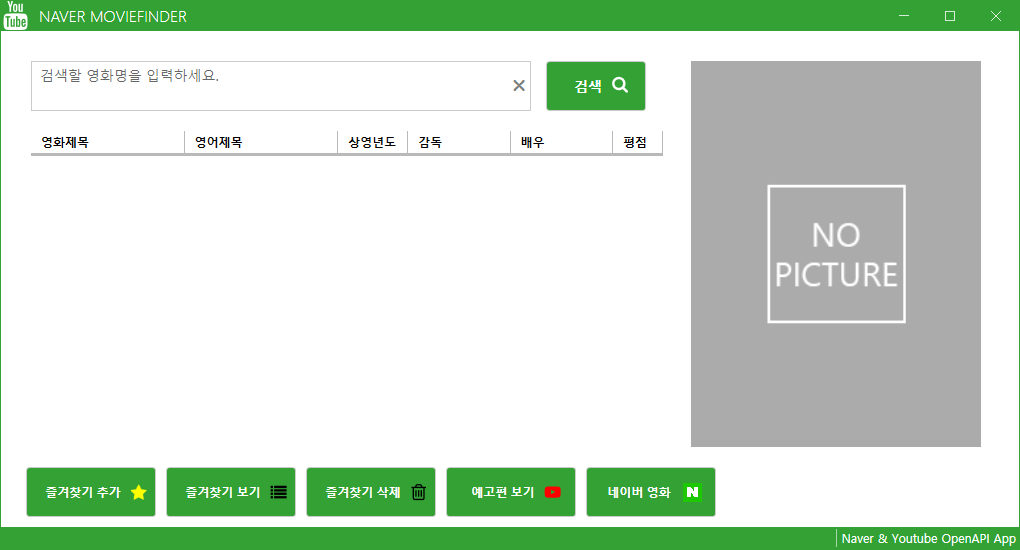 You
Tube
NAVER MOVIEFINDER
검색할 영화명을 입력하세요.
검색
영화제목 영어제목 상영년도 감독 배우 평점
NO
PICTURE
즐겨찾기 추가 즐겨찾기 보기 즐겨찾기 삭제 예고편 보기 네이버 영화 N
Naver & Youtube OpenAPI App